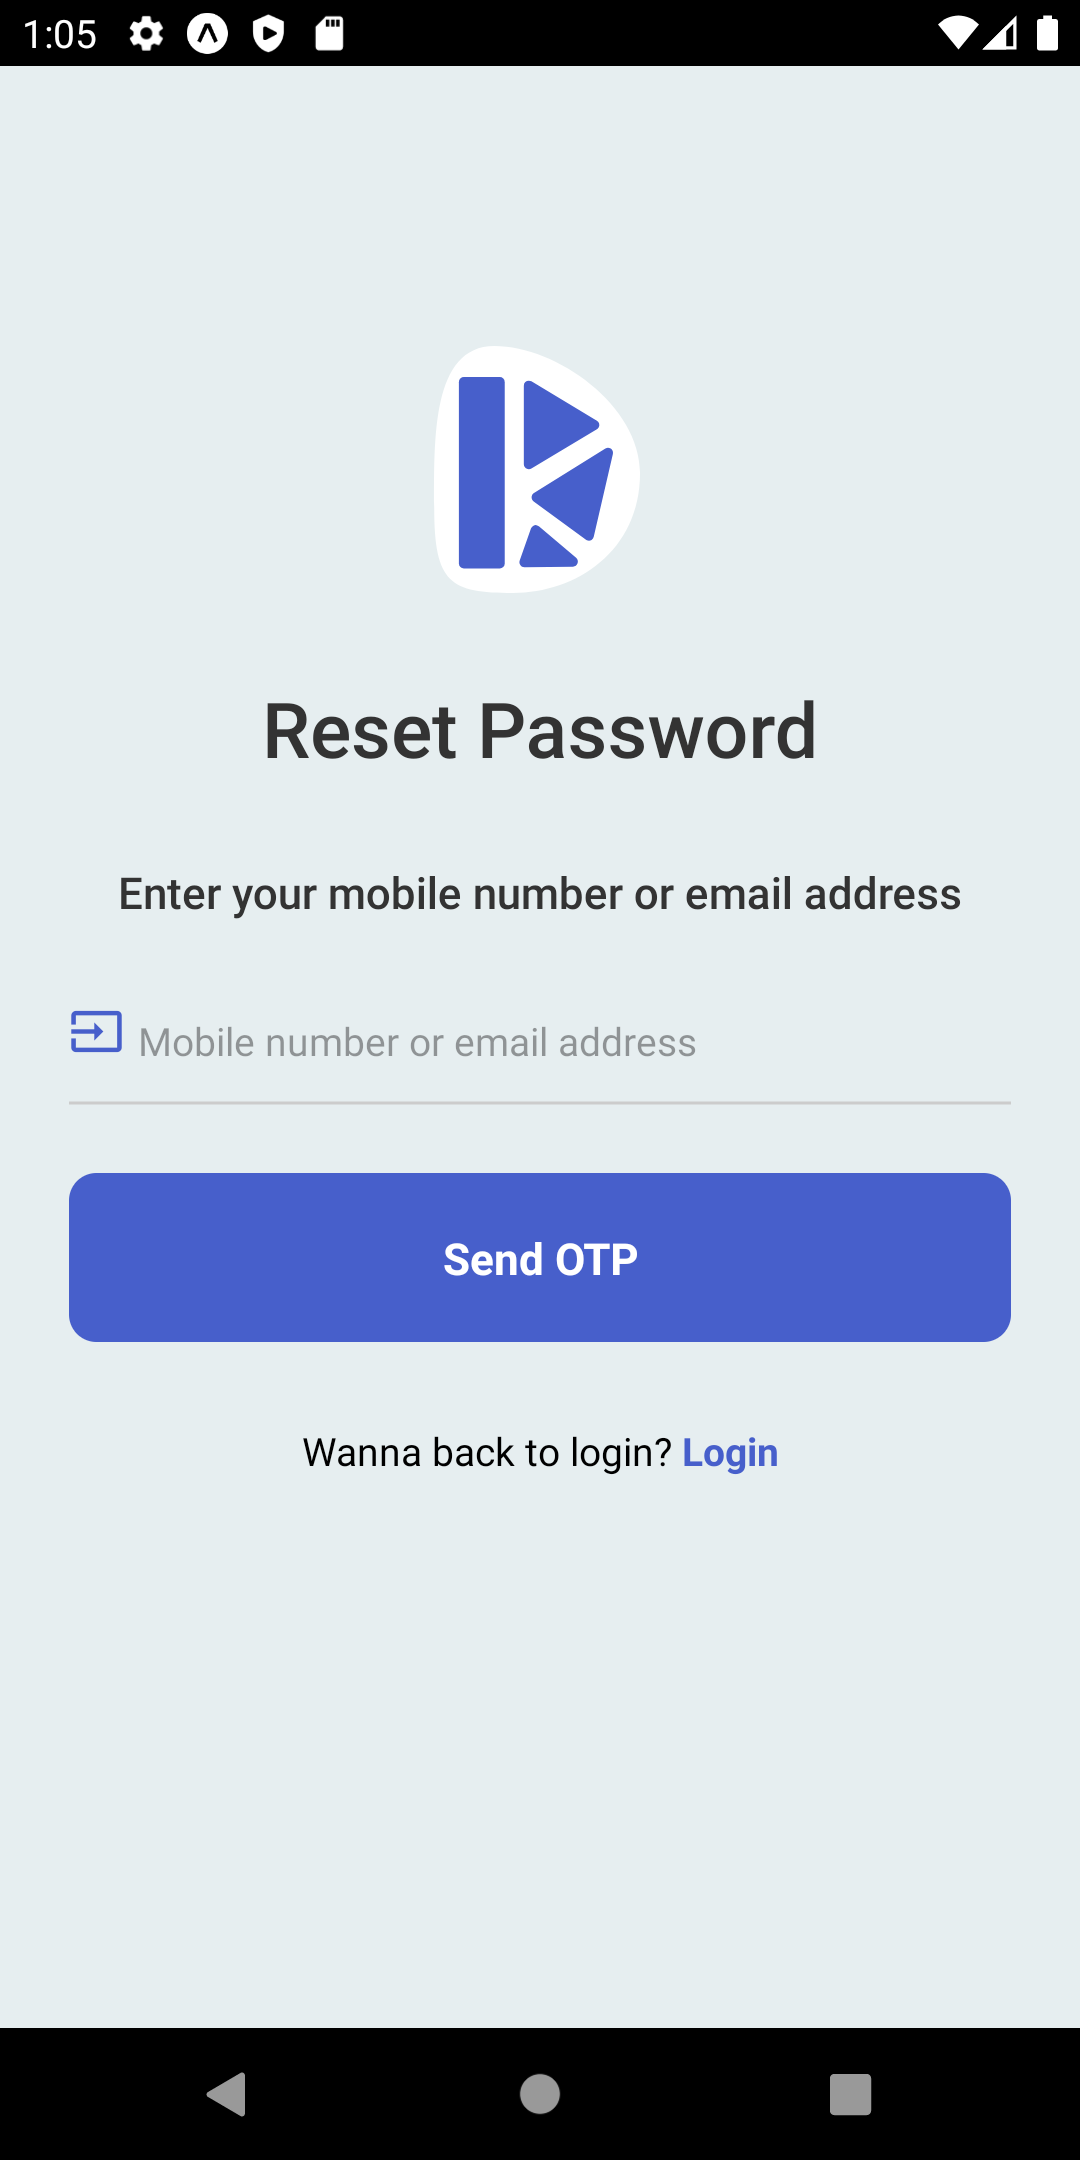 1:05
Reset Password
Enter your mobile number or email address
Mobile number or email address
Send OTP
Wanna back to login? Login